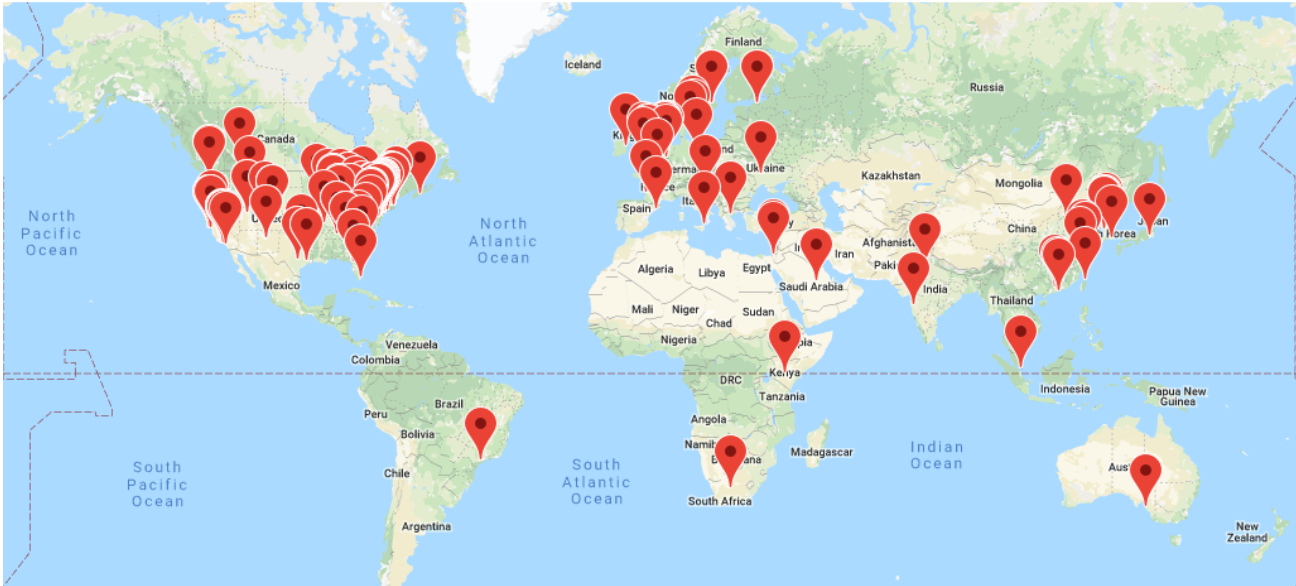 Finland
Iceland
Russia
Canada
Ukraine
Kazakhstan
Mongolia
North
Pacific
Ocean
North
Atlantic
Ocean
Spain
China
Iran
Mexico
Algeria
Libya
Egypt
Saudi Arabia
India
Thailand
Mali
Niger
Chad
Sudan
Nigeria
Venezuela
Colombia
DRC
Kenya
Tanzania
Indonesia
Papua New
Guinea
Peru
Brazil
Bolivia
Angola
Madagascar
Indian
Ocean
South
Pacific
Ocean
Chile
South
Atlantic
Ocean
South Africa
Argentina
New
Zealand